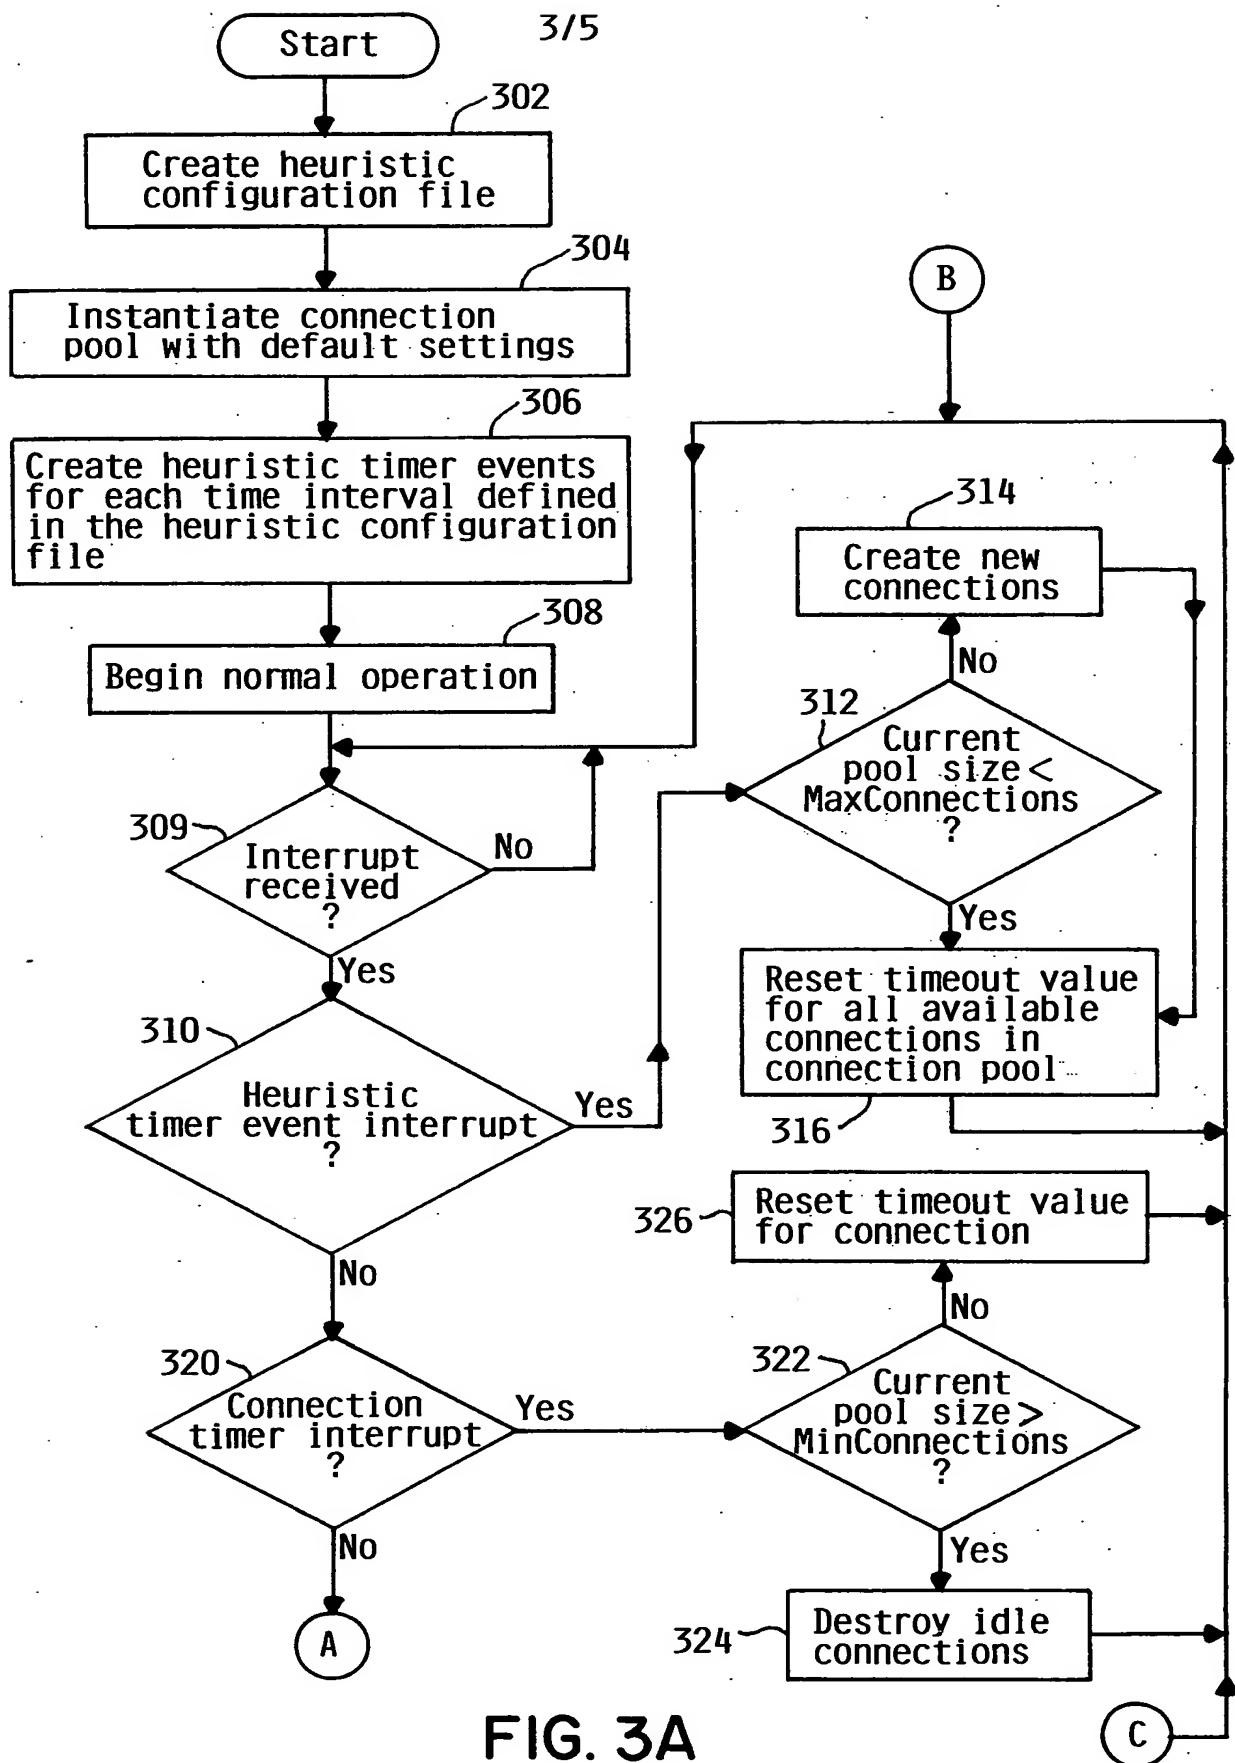 3/5
Start
302
Create heuristic
configuration file
304
Instantiate connection
pool with default settings
306
Create heuristic timer events
for each time interval defined
in the heuristic configuration
file
308
Begin normal operation
309
Interrupt
received
?
No
Yes
310
Heuristic
timer event interrupt
?
Yes
No
320
Connection
timer interrupt
?
Yes
No
A
B
314
Create new
connections
No
312
Current
pool size <
MaxConnections
?
Yes
Reset timeout value
for all available
connections in
connection pool
316
326
Reset timeout value
for connection
No
322
Current
pool size >
MinConnections
?
Yes
324
Destroy idle
connections
C
FIG. 3A